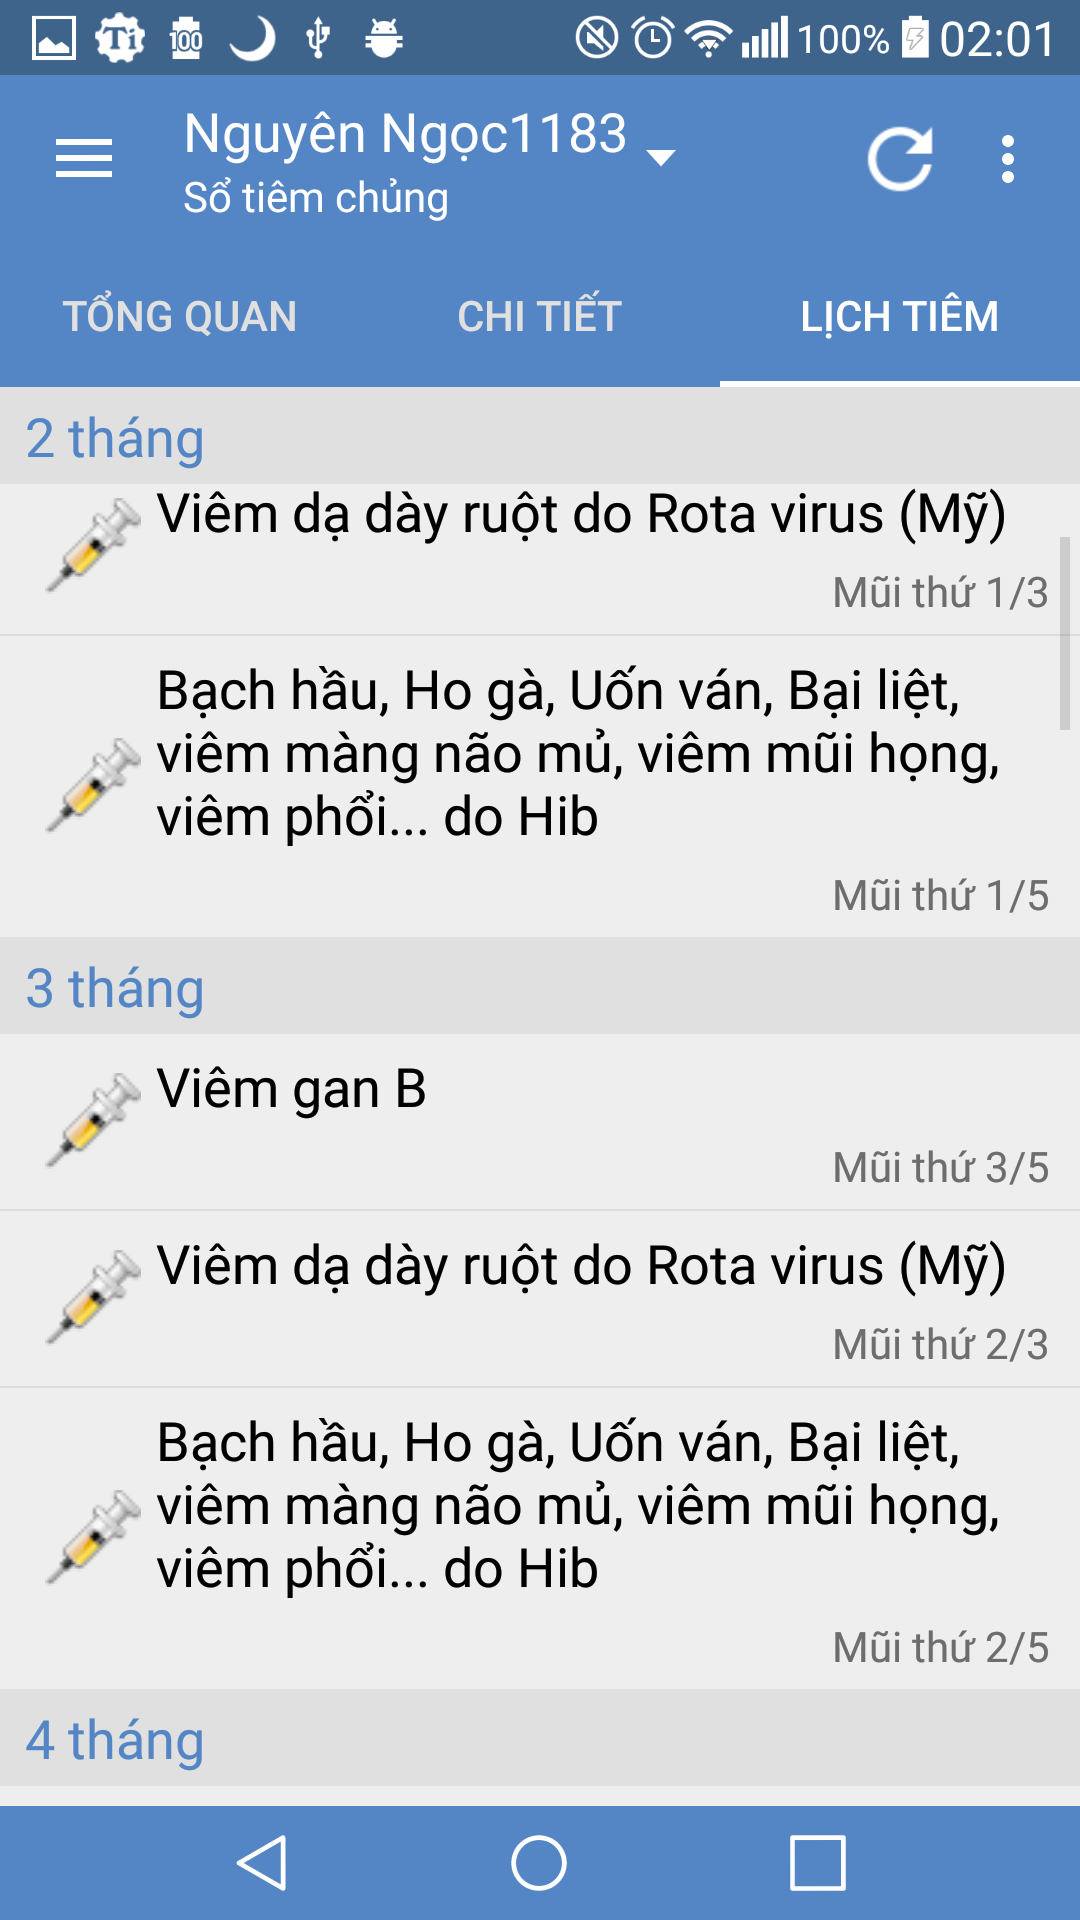 Ti 100 100% 02:01
Nguyên Ngọc1183
Sổ tiêm chủng
TỔNG QUAN CHI TIẾT LỊCH TIÊM
2 tháng
Viêm dạ dày ruột do Rota virus (Mỹ)
Mũi thứ 1/3
Bạch hầu, Ho gà, Uốn ván, Bại liệt,
viêm màng não mủ, viêm mũi họng,
viêm phổi... do Hib
Mũi thứ 1/5
3 tháng
Viêm gan B
Mũi thứ 3/5
Viêm dạ dày ruột do Rota virus (Mỹ)
Mũi thứ 2/3
Bạch hầu, Ho gà, Uốn ván, Bại liệt,
viêm màng não mủ, viêm mũi họng,
viêm phổi... do Hib
Mũi thứ 2/5
4 tháng